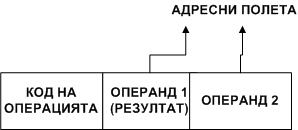 АДРЕСНИ ПОЛЕТА
КОД НА
ОПЕРАЦИЯТА
ОПЕРАНД 1
(РЕЗУЛТАТ)
ОПЕРАНД 2